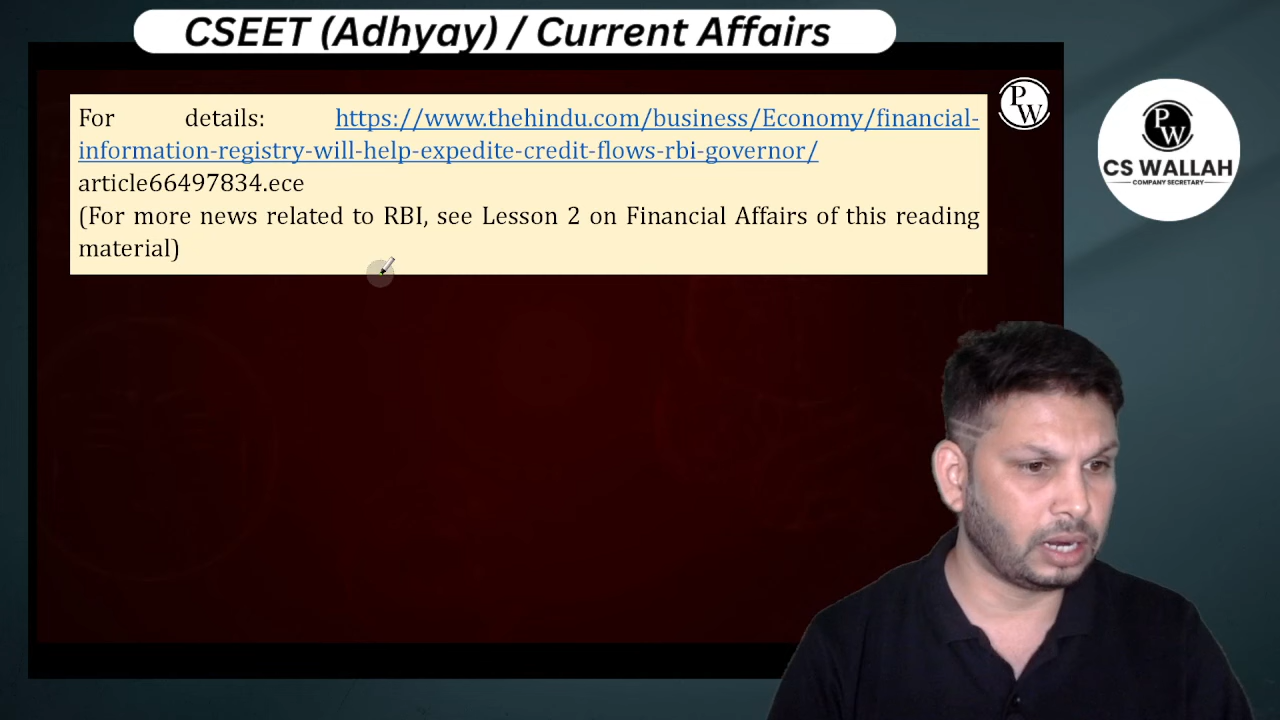 CSEET (Adhyay) / Current Affairs
For details: https://www.thehindu.com/business/Economy/financial-
information-registry-will-help-expedite-credit-flows-rbi-governor/
article66497834.ece
(For more news related to RBI, see Lesson 2 on Financial Affairs of this reading
material)
PW
PW
CS WALLAH
COMPANY SECRETARY